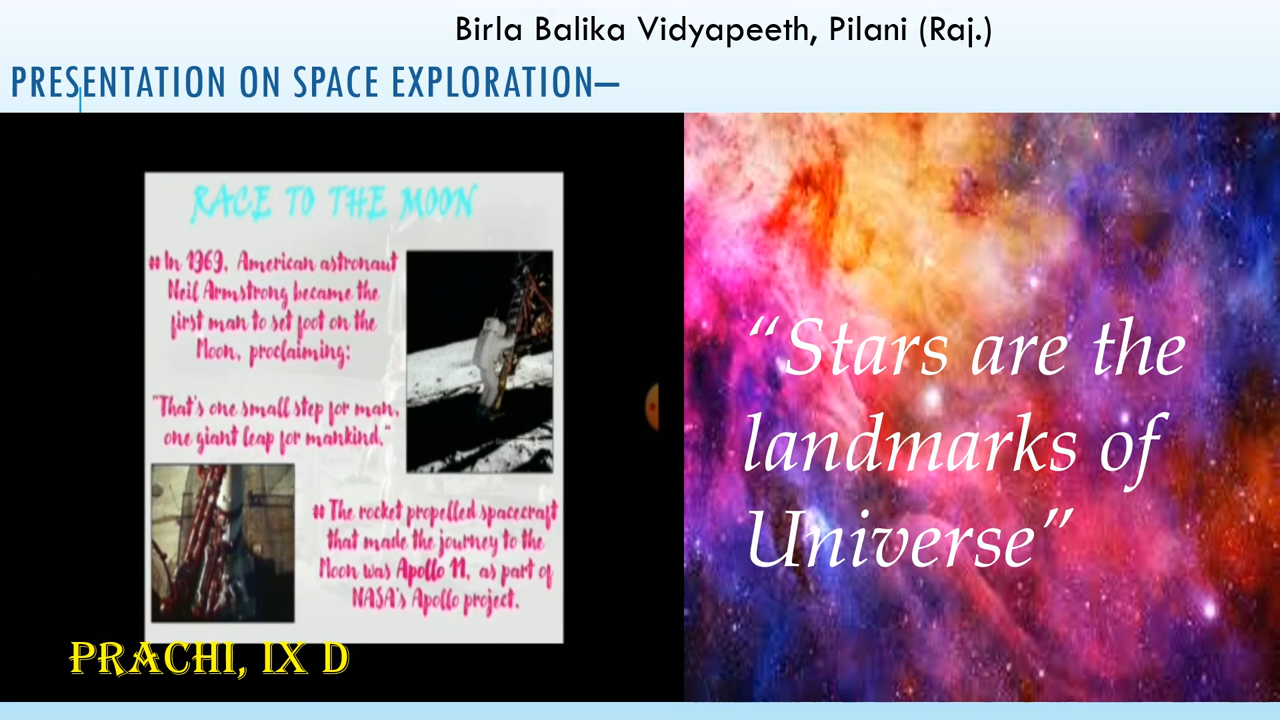 Birla Balika Vidyapeeth, Pilani (Raj.)
PRESENTATION ON SPACE EXPLORATION–
RACE TO THE MOON
# In 1969, American astronaut
Neil Armstrong became the
first man to set foot on the
Moon, proclaiming:
"That's one small step for man,
one giant leap for mankind."
# The rocket propelled spacecraft
that made the journey to the
Moon was Apollo 11, as part of
NASA's Apollo project.
PRACHI, IX D
“Stars are the
landmarks of
Universe”